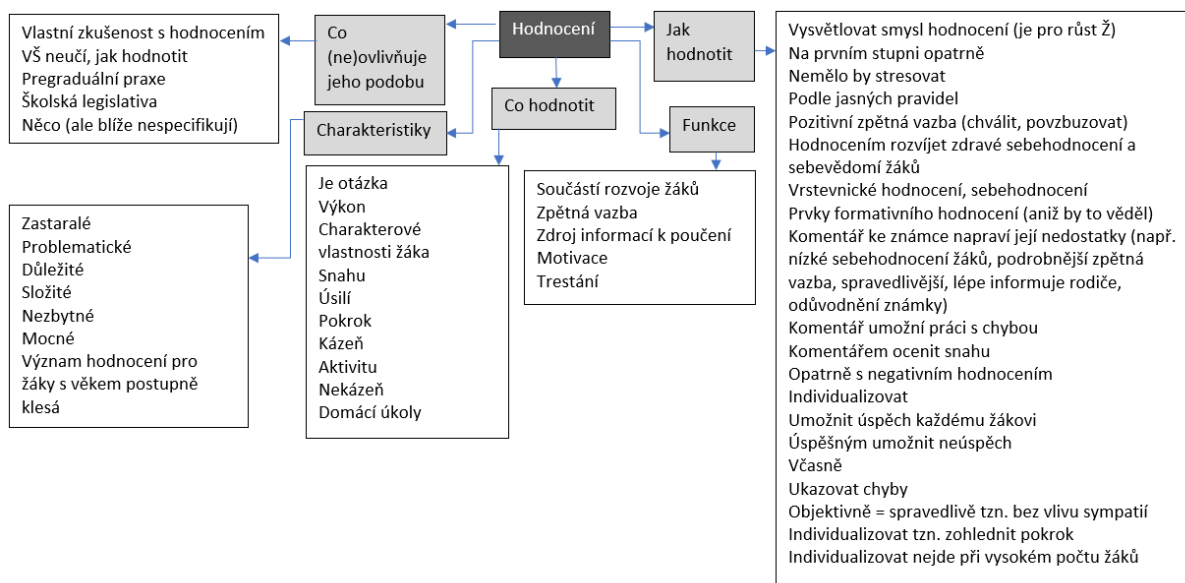 Hodnocení
Co
(ne)ovlivňuje
jeho podobu
Vlastní zkušenost s hodnocením
VŠ neučí, jak hodnotit
Pregraduální praxe
Školská legislativa
Něco (ale blíže nespecifikují)
Charakteristiky
Zastaralé
Problematické
Důležité
Složité
Nezbytné
Mocné
Význam hodnocení pro
žáky s věkem postupně
klesá
Co hodnotit
Je otázka
Výkon
Charakterové
vlastnosti žáka
Snahu
Úsilí
Pokrok
Kázeň
Aktivitu
Nekázeň
Domácí úkoly
Funkce
Součástí rozvoje žáků
Zpětná vazba
Zdroj informací k poučení
Motivace
Trestání
Jak
hodnotit
Vysvětlovat smysl hodnocení (je pro růst Ž)
Na prvním stupni opatrně
Nemělo by stresovat
Podle jasných pravidel
Pozitivní zpětná vazba (chválit, povzbuzovat)
Hodnocením rozvíjet zdravé sebehodnocení a
sebevědomí žáků
Vrstevnické hodnocení, sebehodnocení
Prvky formativního hodnocení (aniž by to věděl)
Komentář ke známce napraví její nedostatky (např.
nízké sebehodnocení žáků, podrobnější zpětná
vazba, spravedlivější, lépe informuje rodiče,
odůvodnění známky)
Komentář umožní práci s chybou
Komentářem ocenit snahu
Opatrně s negativním hodnocením
Individualizovat
Umožnit úspěch každému žákovi
Úspěšným umožnit neúspěch
Včasně
Ukazovat chyby
Objektivně = spravedlivě tzn. bez vlivu sympatií
Individualizovat tzn. zohlednit pokrok
Individualizovat nejde při vysokém počtu žáků